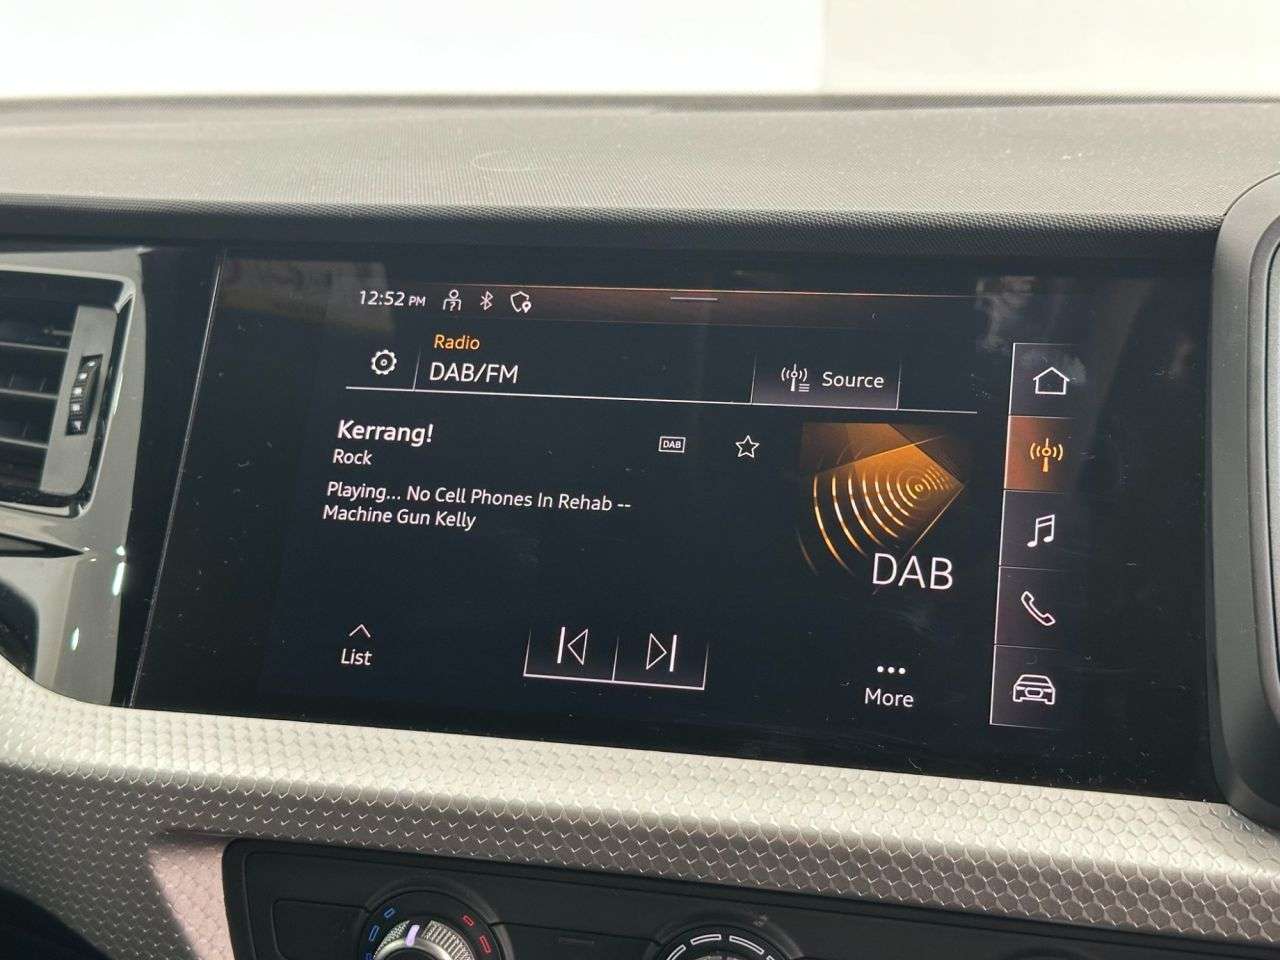 12:52 PM
Radio
DAB/FM
Source
Kerrang!
DAB
Rock
Playing... No Cell Phones In Rehab --
Machine Gun Kelly
DAB
List
More